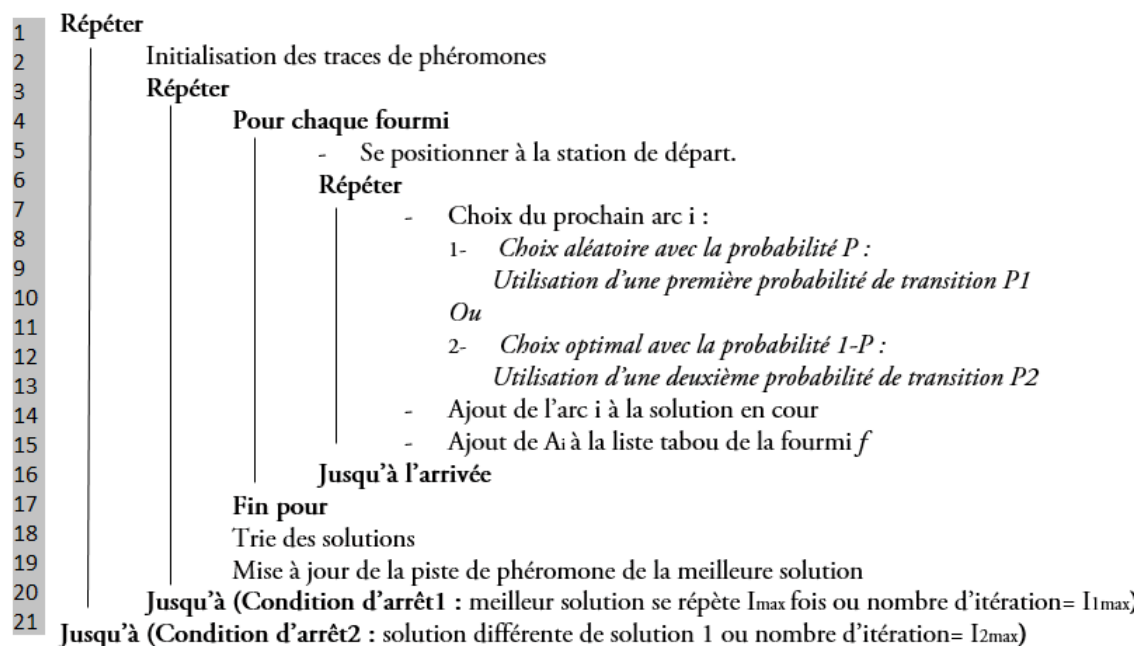 1 Répéter
2 Initialisation des traces de phéromones
3 Répéter
4 Pour chaque fourmi
5 - Se positionner à la station de départ.
6 Répéter
7 - Choix du prochain arc i :
8 1- Choix aléatoire avec la probabilité P :
9 Utilisation d'une première probabilité de transition P1
10 Ou
11
12 2- Choix optimal avec la probabilité 1-P :
13 Utilisation d'une deuxième probabilité de transition P2
14 - Ajout de l'arc i à la solution en cour
15 - Ajout de Ai à la liste tabou de la fourmi f
16 Jusqu'à l'arrivée
17 Fin pour
18 Trie des solutions
19 Mise à jour de la piste de phéromone de la meilleure solution
20 Jusqu'à (Condition d'arrêt1 : meilleur solution se répète Imax fois ou nombre d'itération= I1max)
21 Jusqu'à (Condition d'arrêt2 : solution différente de solution 1 ou nombre d'itération= I2max)